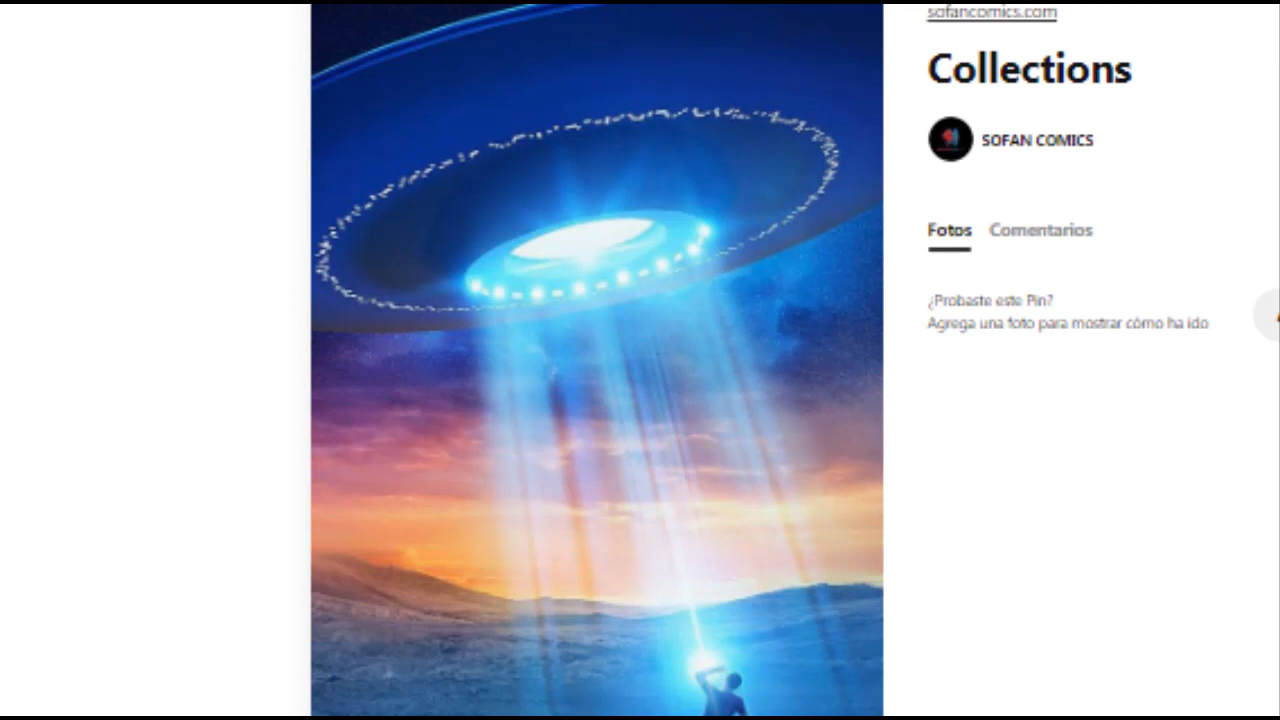 sofancomics.com
Collections
SOFAN COMICS
Fotos Comentarios
¿Probaste este Pin?
Agrega una foto para mostrar cómo ha ido